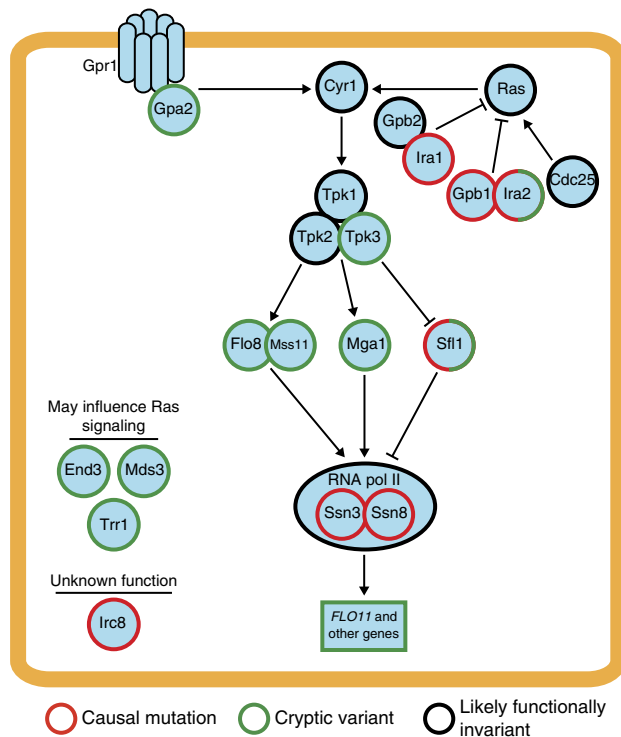 Gpr1
Gpa2
Cyr1
Ras
Gpb2
Ira1
Gpb1
Ira2
Cdc25
Tpk1
Tpk2
Tpk3
Flo8
Mss11
Mga1
Sfl1
May influence Ras
signaling
End3
Mds3
Trr1
RNA pol II
Ssn3
Ssn8
Unknown function
Irc8
FLO11 and
other genes
Causal mutation
Cryptic variant
Likely functionally
invariant